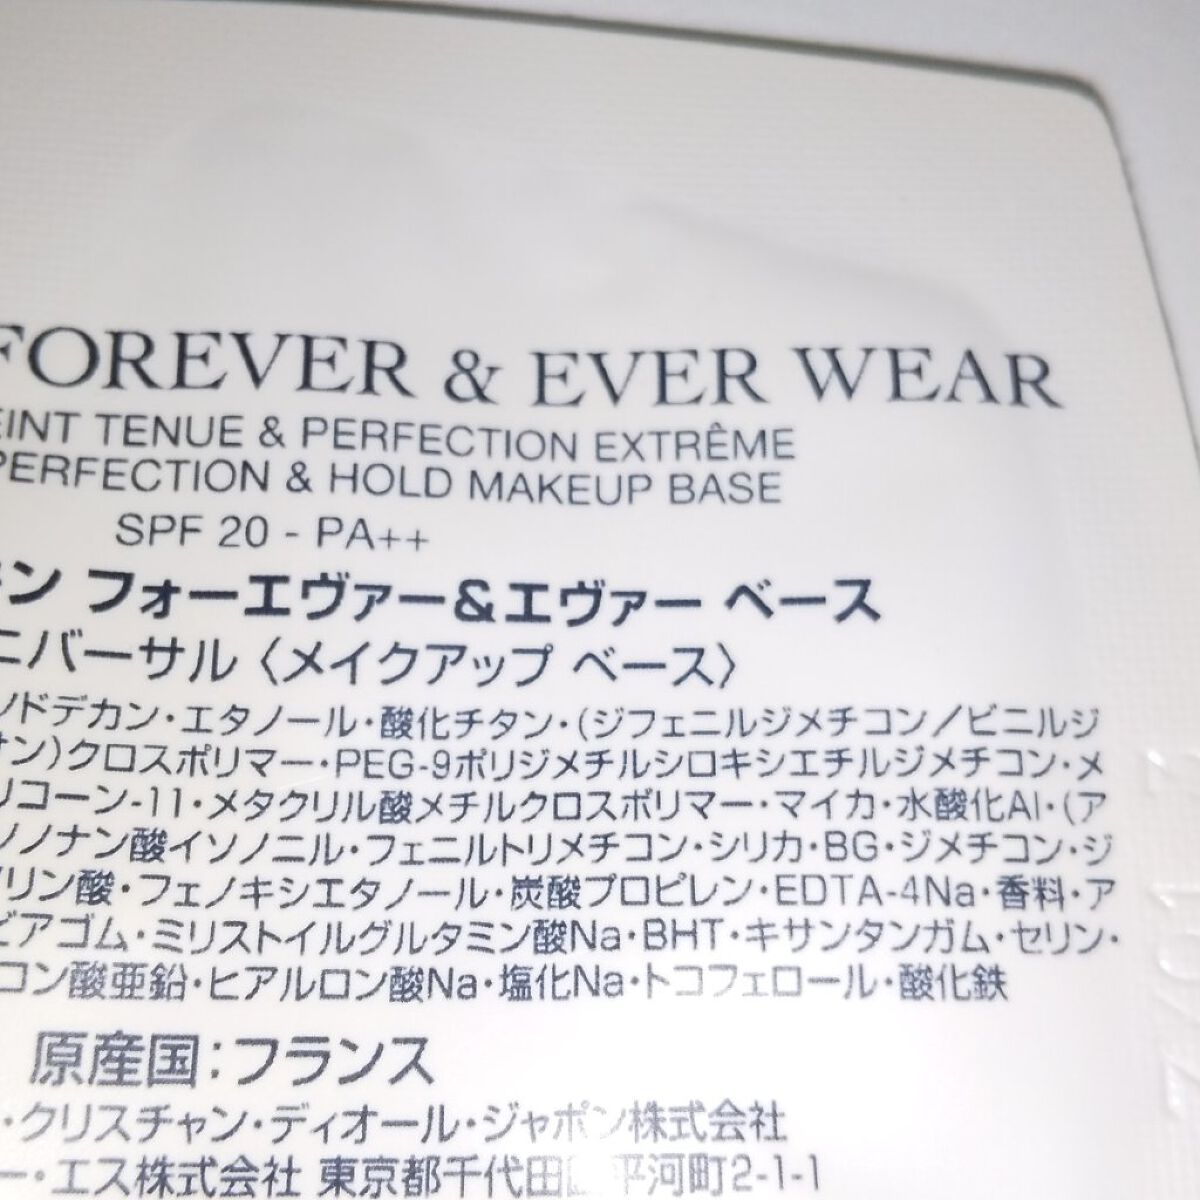 FOREVER & EVER WEAR
EINT TENUE & PERFECTION EXTRÊME
PERFECTION & HOLD MAKEUP BASE
SPF 20 - PA++
ン フォーエヴァー&エヴァー ベース
ニバーサル〈メイクアップ ベース〉
ソドデカン・エタノール・酸化チタン・(ジフェニルジメチコン/ビニルジ
サン)クロスポリマー・PEG-9ポリジメチルシロキシエチルジメチコン・メ
リコーン-11・メタクリル酸メチルクロスポリマー・マイカ・水酸化Al・(ア
ソノナン酸イソノニル・フェニルトリメチコン・シリカ・BG・ジメチコン・ジ
リン酸・フェノキシエタノール・炭酸プロピレン・EDTA-4Na・香料・ア
ビアゴム・ミリストイルグルタミン酸Na・BHT・キサンタンガム・セリン・
コン酸亜鉛・ヒアルロン酸Na・塩化Na・トコフェロール・酸化鉄
原産国:フランス
・クリスチャン・ディオール・ジャポン株式会社
ー・エス株式会社 東京都千代田区平河町2-1-1